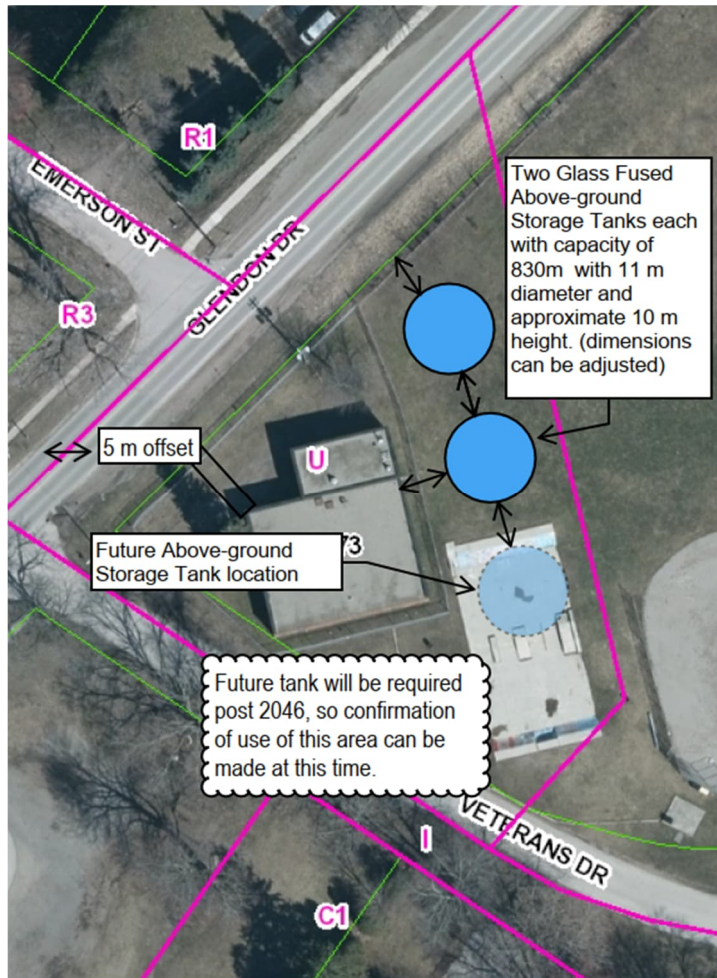 R1
EMERSON ST
GLENDON DR
R3
Two Glass Fused
Above-ground
Storage Tanks each
with capacity of
830m with 11 m
diameter and
approximate 10 m
height. (dimensions
can be adjusted)
5 m offset
U
73
Future Above-ground
Storage Tank location
Future tank will be required
post 2046, so confirmation
of use of this area can be
made at this time.
VETERANS DR
I
C1